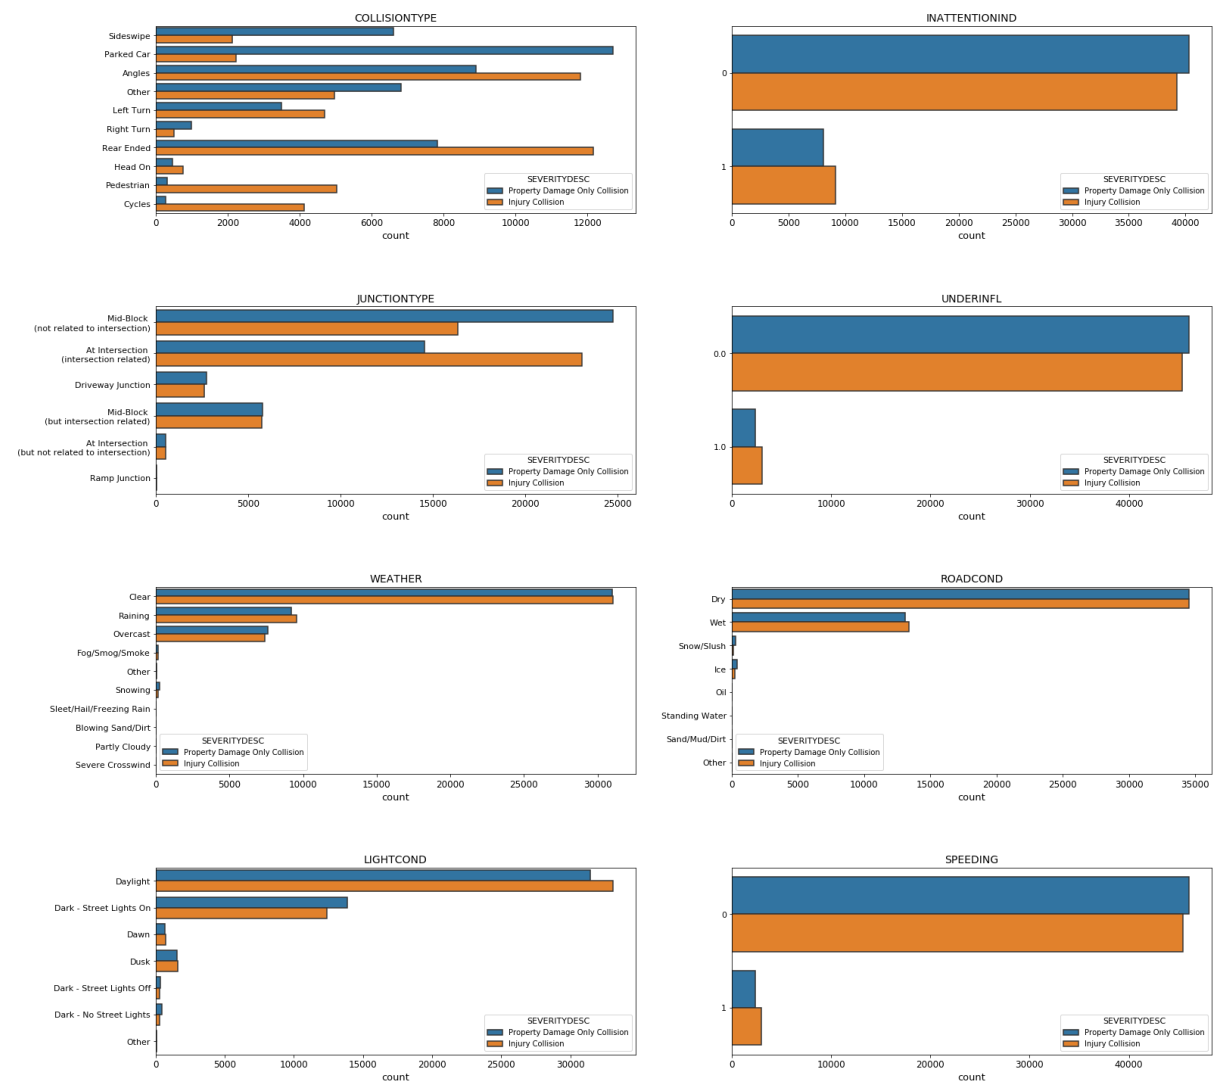 COLLISIONTYPE
Sideswipe
Parked Car
Angles
Other
Left Turn
Right Turn
Rear Ended
Head On
Pedestrian
Cycles
SEVERITYDESC
Property Damage Only Collision
Injury Collision
0 2000 4000 6000 8000 10000 12000
count
INATTENTIONIND
0
1
SEVERITYDESC
Property Damage Only Collision
Injury Collision
0 5000 10000 15000 20000 25000 30000 35000 40000
count
JUNCTIONTYPE
Mid-Block
(not related to intersection)
At Intersection
(intersection related)
Driveway Junction
Mid-Block
(but intersection related)
At Intersection
(but not related to intersection)
Ramp Junction
SEVERITYDESC
Property Damage Only Collision
Injury Collision
0 5000 10000 15000 20000 25000
count
UNDERINFL
0.0
1.0
SEVERITYDESC
Property Damage Only Collision
Injury Collision
0 10000 20000 30000 40000
count
WEATHER
Clear
Raining
Overcast
Fog/Smog/Smoke
Other
Snowing
Sleet/Hail/Freezing Rain
Blowing Sand/Dirt
Partly Cloudy
Severe Crosswind
SEVERITYDESC
Property Damage Only Collision
Injury Collision
0 5000 10000 15000 20000 25000 30000
count
ROADCOND
Dry
Wet
Snow/Slush
Ice
Oil
Standing Water
Sand/Mud/Dirt
Other
SEVERITYDESC
Property Damage Only Collision
Injury Collision
0 5000 10000 15000 20000 25000 30000 35000
count
LIGHTCOND
Daylight
Dark - Street Lights On
Dawn
Dusk
Dark - Street Lights Off
Dark - No Street Lights
Other
SEVERITYDESC
Property Damage Only Collision
Injury Collision
0 5000 10000 15000 20000 25000 30000
count
SPEEDING
0
1
SEVERITYDESC
Property Damage Only Collision
Injury Collision
0 10000 20000 30000 40000
count